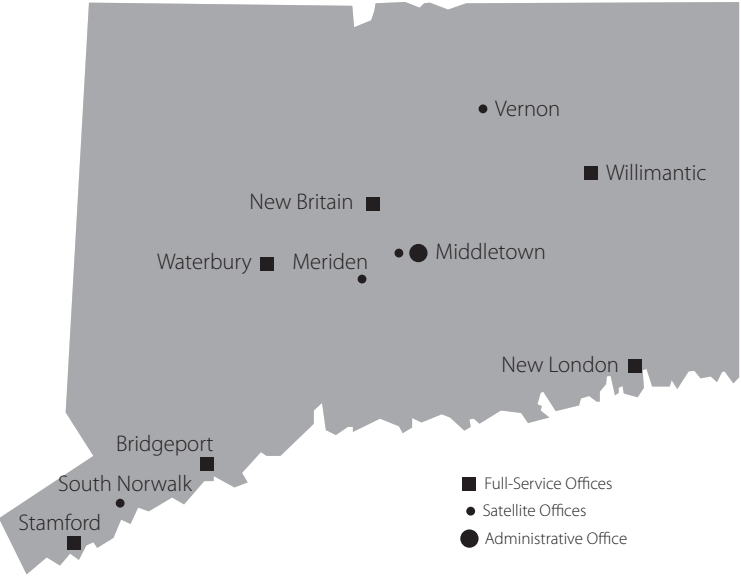 Vernon
Willimantic
New Britain
Middletown
Waterbury
Meriden
New London
Bridgeport
South Norwalk
Stamford
Full-Service Offices
Satellite Offices
Administrative Office